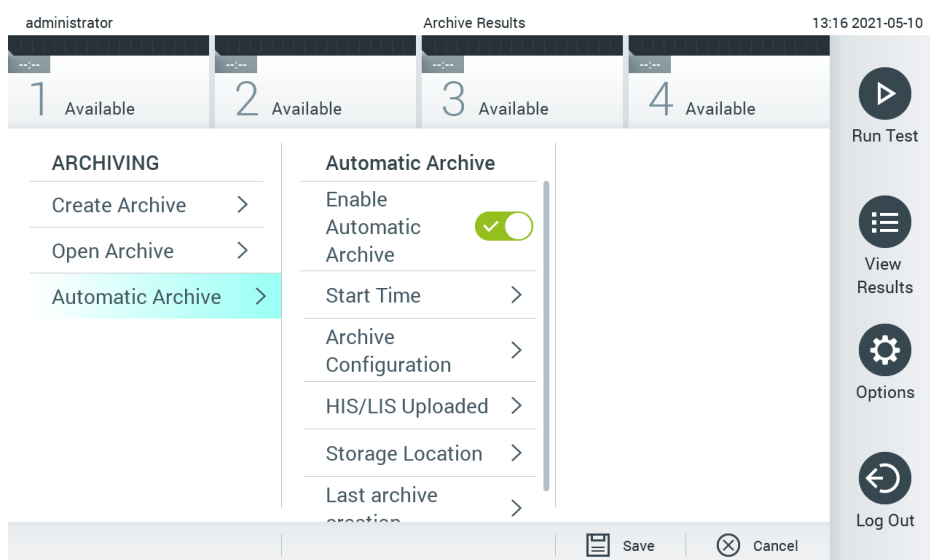 administrator
Archive Results
13:16 2021-05-10
--:--
--:--
--:--
--:--
1 Available
2 Available
3 Available
4 Available
Run Test
View
Results
Options
Log Out
ARCHIVING
Create Archive
Open Archive
Automatic Archive
Automatic Archive
Enable
Automatic
Archive
Start Time
Archive
Configuration
HIS/LIS Uploaded
Storage Location
Last archive
creation
Save
Cancel